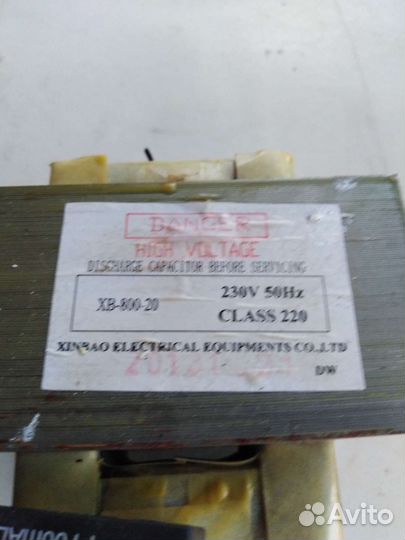 DANGER
HIGH VOLTAGE
DISCHARGE CAPACITOR BEFORE SERVICING
XB-800-20
230V 50Hz
CLASS 220
XINBAO ELECTRICAL EQUIPMENTS CO.,LTD
DW
Avito